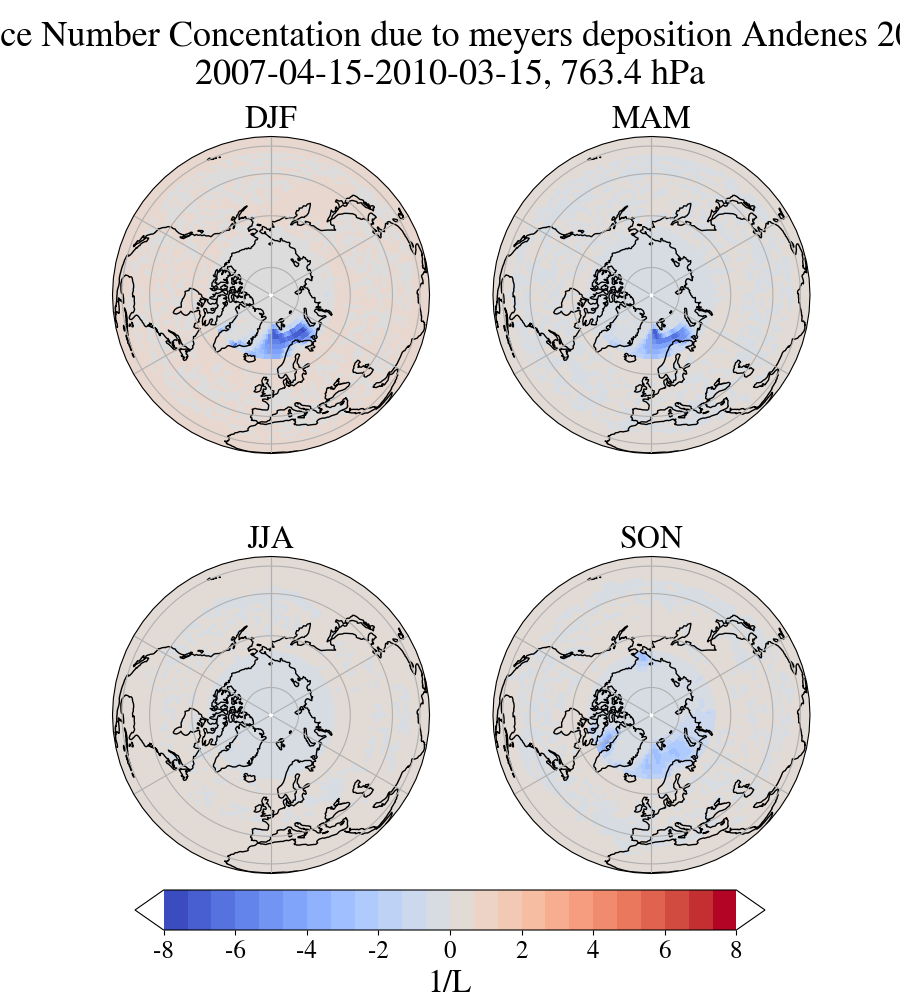 ce Number Concentation due to meyers deposition Andenes 20
2007-04-15-2010-03-15, 763.4 hPa
DJF MAM
JJA SON
-8 -6 -4 -2 0 2 4 6 8
1/L